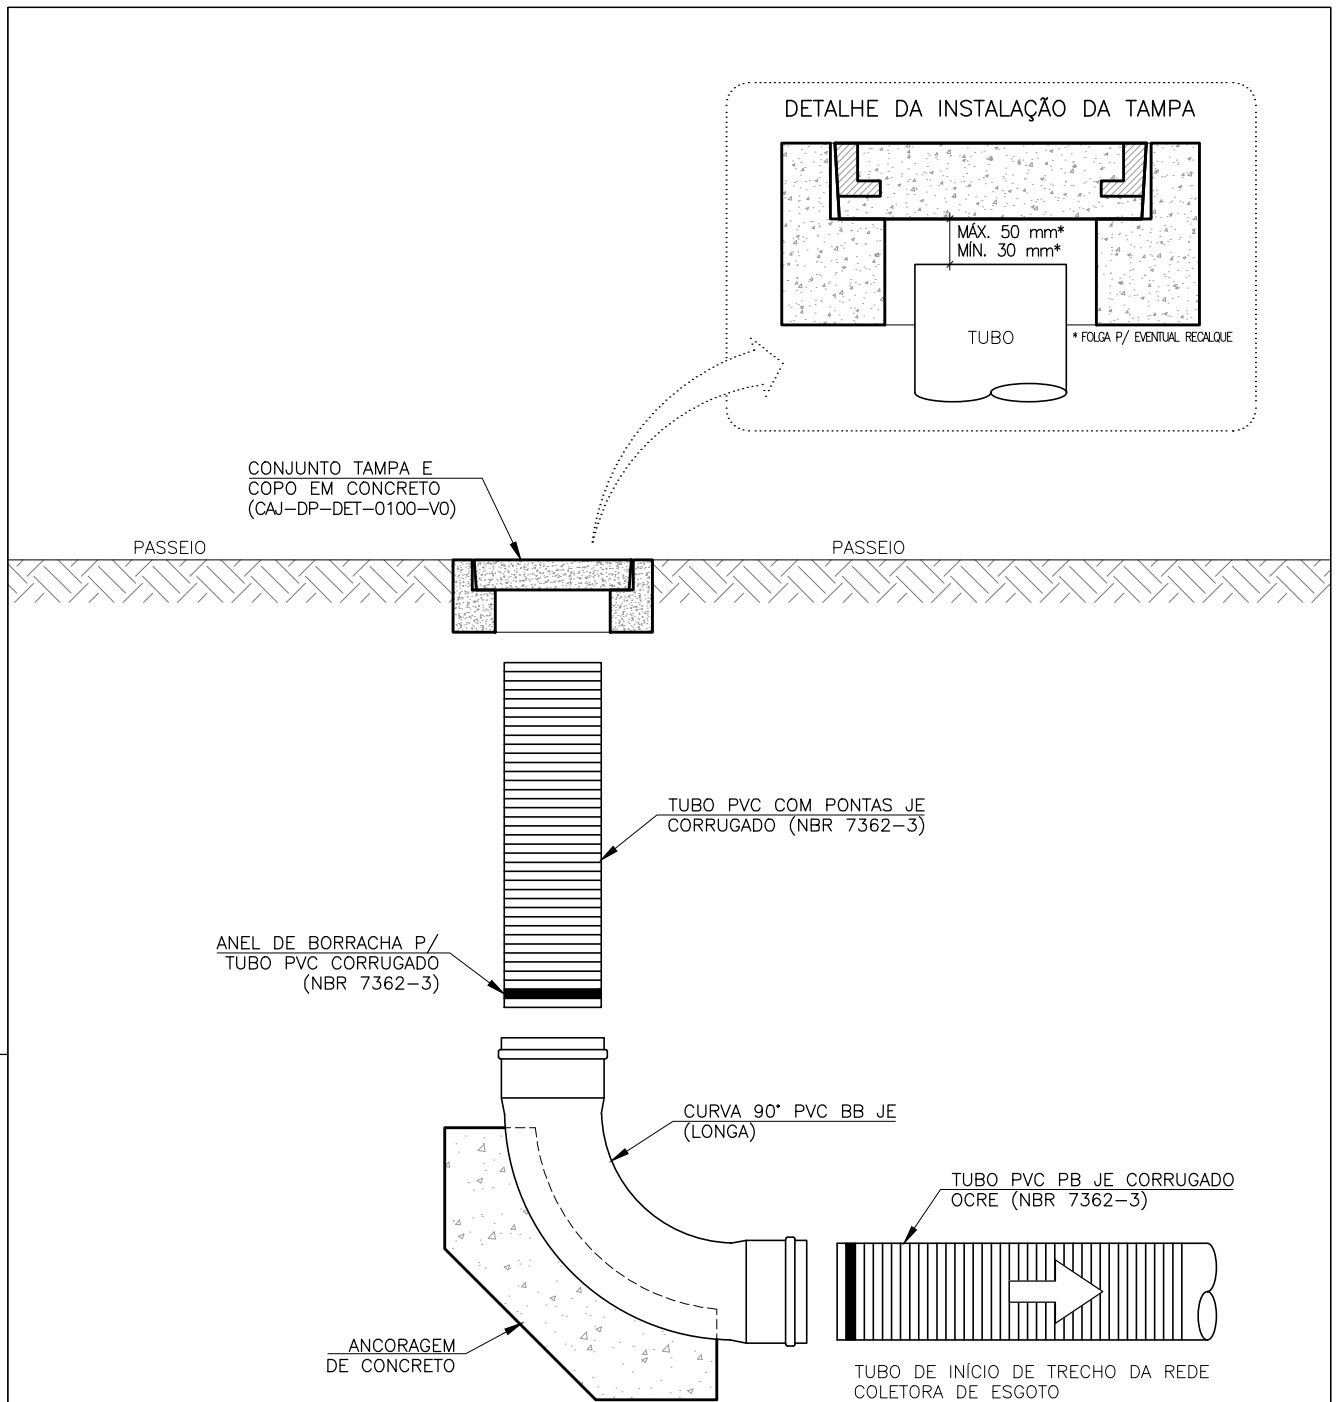 DETALHE DA INSTALAÇÃO DA TAMPA
MÁX. 50 mm*
MÍN. 30 mm*
TUBO
* FOLGA P/ EVENTUAL RECALQUE
CONJUNTO TAMPA E
COPO EM CONCRETO
(CAJ-DP-DET-0100-V0)
PASSEIO
PASSEIO
TUBO PVC COM PONTAS JE
CORRUGADO (NBR 7362-3)
ANEL DE BORRACHA P/
TUBO PVC CORRUGADO
(NBR 7362-3)
CURVA 90° PVC BB JE
(LONGA)
TUBO PVC PB JE CORRUGADO
OCRE (NBR 7362-3)
ANCORAGEM
DE CONCRETO
TUBO DE INÍCIO DE TRECHO DA REDE
COLETORA DE ESGOTO